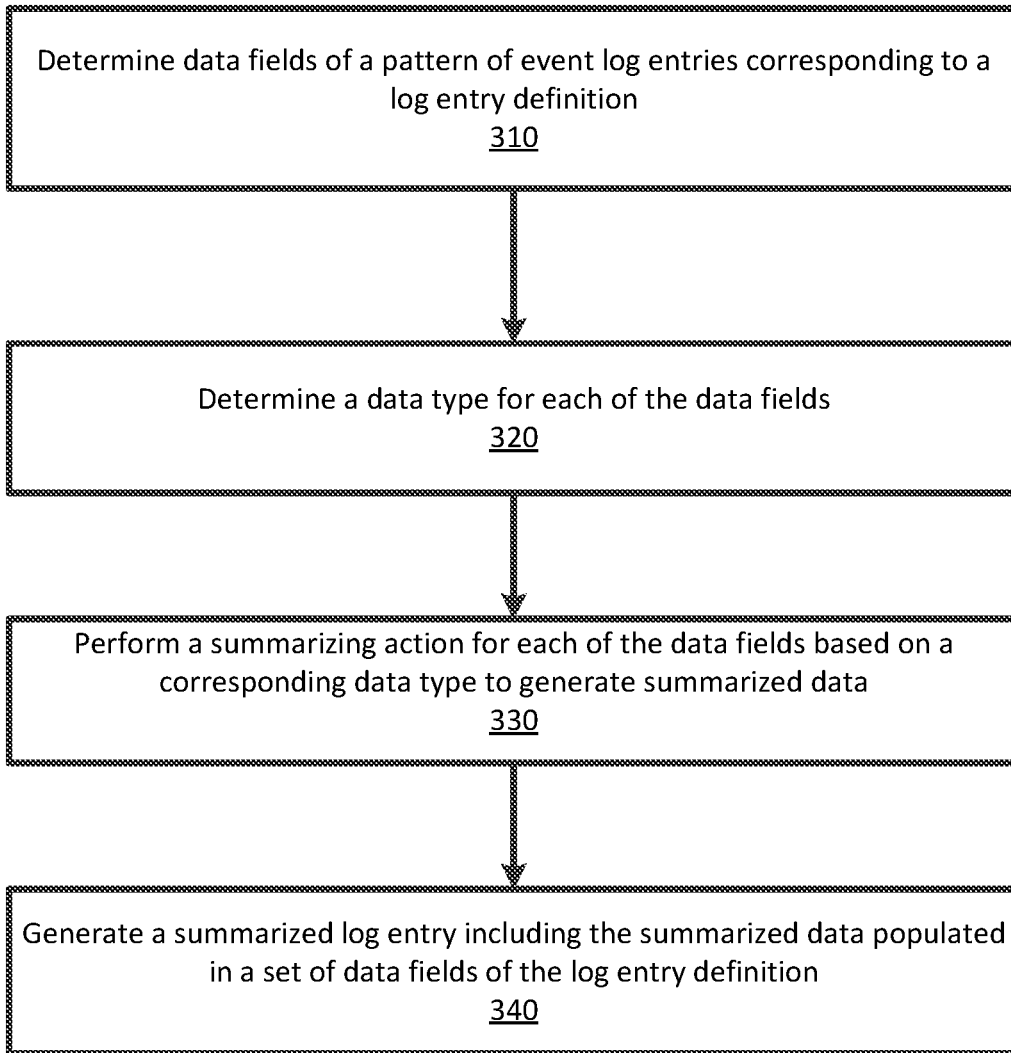 Determine data fields of a pattern of event log entries corresponding to a
log entry definition
310
Determine a data type for each of the data fields
320
Perform a summarizing action for each of the data fields based on a
corresponding data type to generate summarized data
330
Generate a summarized log entry including the summarized data populated
in a set of data fields of the log entry definition
340